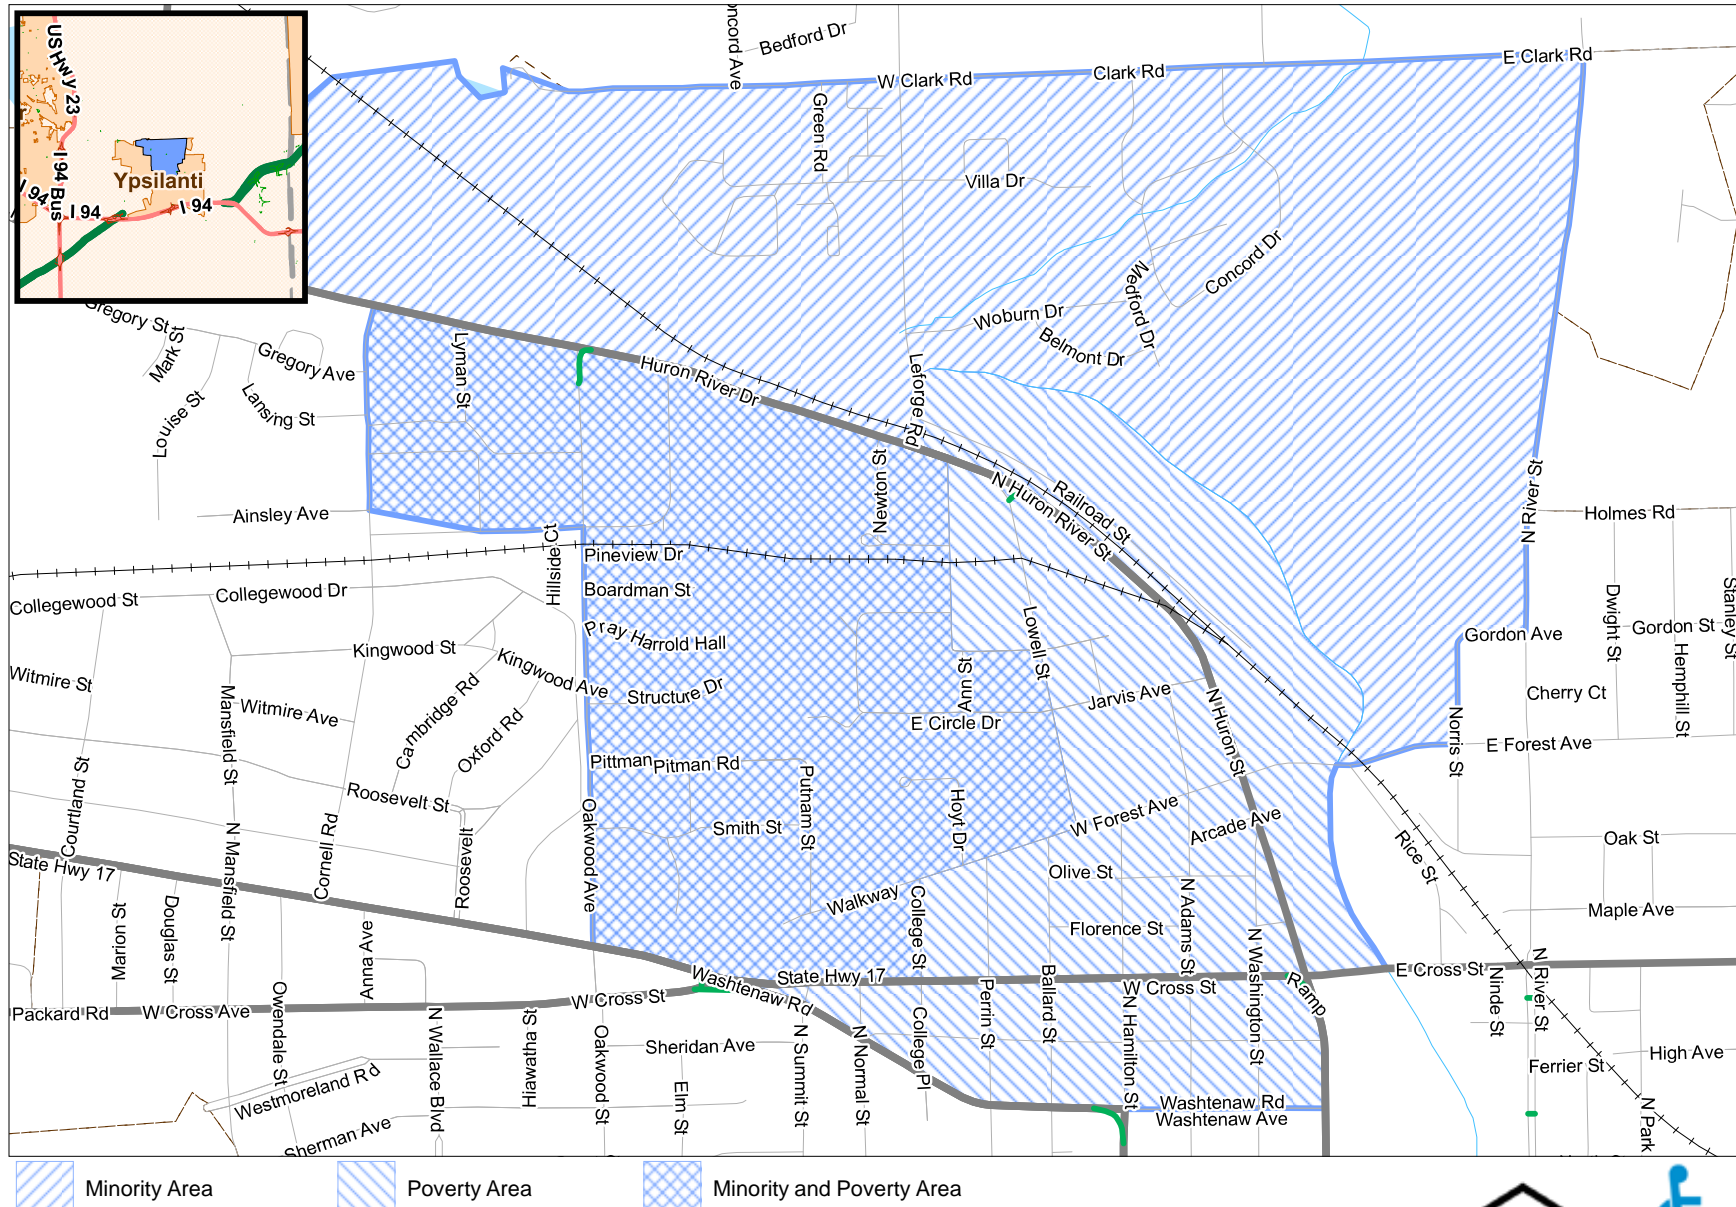 US Hwy 23
I 94 Bus
I 94
I 94
I 94
Ypsilanti
oncord Ave
Bedford Dr
W Clark Rd
Clark Rd
E Clark Rd
Green Rd
Villa Dr
Concord Dr
Medford Dr
Woburn Dr
Belmont Dr
Gregory St
Mark St
Gregory Ave
Louise St
Lansing St
Lyman St
Huron River Dr
Leforge Rd
Newton St
N Huron River St
Railroad St
N River St
Holmes Rd
Ainsley Ave
Hillside Ct
Pineview Dr
Boardman St
Pray Harrold Hall
Collegewood St
Collegewood Dr
Kingwood St
Kingwood Ave
Structure Dr
Lowell St
Ann St
Jarvis Ave
E Circle Dr
N Huron St
Gordon Ave
Dwight St
Gordon St
Hemphill St
Stanley St
Cherry Ct
E Forest Ave
Norris St
Witmire St
Witmire Ave
Mansfield St
Cambridge Rd
Oxford Rd
Pittman
Pitman Rd
Putnam St
Courtland St
Roosevelt St
Roosevelt
Cornell Rd
N Mansfield St
Oakwood Ave
Smith St
Hoyt Dr
W Forest Ave
Arcade Ave
Rice St
Oak St
Maple Ave
State Hwy 17
Marion St
Douglas St
Anna Ave
Walkway
College St
Olive St
Florence St
N Adams St
N Washington St
Washtenaw Rd
State Hwy 17
W Cross St
W Cross St
Ramp
E Cross St
Ninde St
N River St
Packard Rd
W Cross Ave
Owendale St
N Wallace Blvd
Hiawatha St
Oakwood St
Sheridan Ave
Elm St
N Summit St
N Normal St
College Pl
Perrin St
Ballard St
N Hamilton St
Washtenaw Rd
Washtenaw Ave
Westmoreland Rd
Sherman Ave
Ferrier St
High Ave
N Park
Minority Area
Poverty Area
Minority and Poverty Area